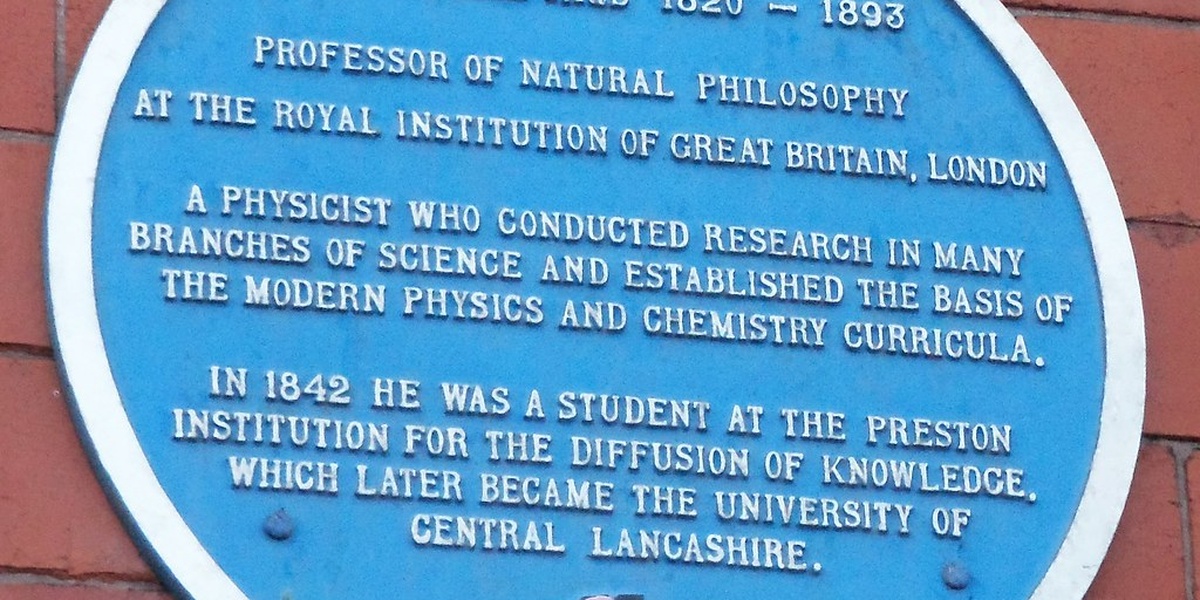 1820 – 1893
PROFESSOR OF NATURAL PHILOSOPHY
AT THE ROYAL INSTITUTION OF GREAT BRITAIN, LONDON
A PHYSICIST WHO CONDUCTED RESEARCH IN MANY
BRANCHES OF SCIENCE AND ESTABLISHED THE BASIS OF
THE MODERN PHYSICS AND CHEMISTRY CURRICULA.
IN 1842 HE WAS A STUDENT AT THE PRESTON
INSTITUTION FOR THE DIFFUSION OF KNOWLEDGE.
WHICH LATER BECAME THE UNIVERSITY OF
CENTRAL LANCASHIRE.